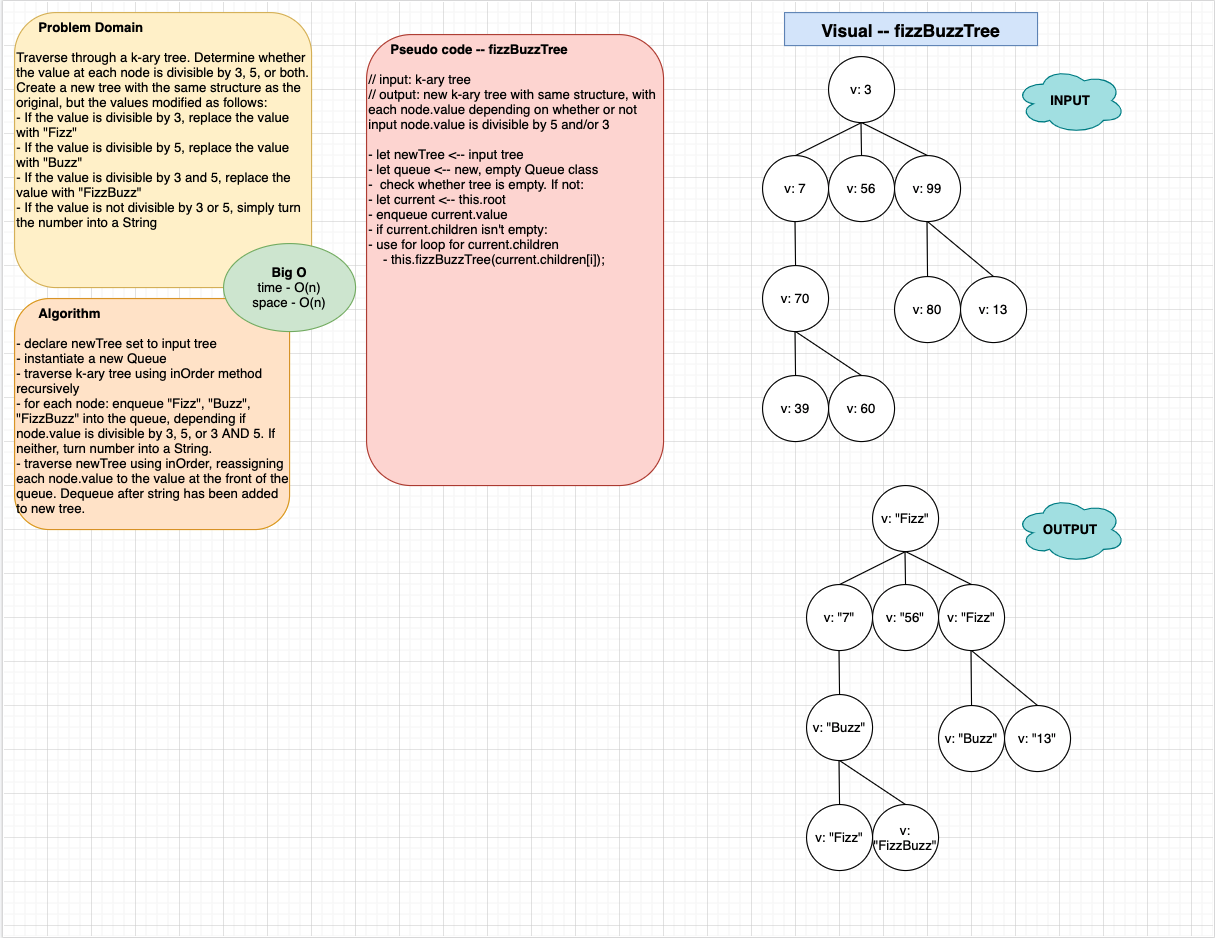 Problem Domain
Traverse through a k-ary tree. Determine whether
the value at each node is divisible by 3, 5, or both.
Create a new tree with the same structure as the
original, but the values modified as follows:
- If the value is divisible by 3, replace the value
with "Fizz"
- If the value is divisible by 5, replace the value
with "Buzz"
- If the value is divisible by 3 and 5, replace the
value with "FizzBuzz"
- If the value is not divisible by 3 or 5, simply turn
the number into a String
Big O
time - O(n)
space - O(n)
Algorithm
- declare newTree set to input tree
- instantiate a new Queue
- traverse k-ary tree using inOrder method
recursively
- for each node: enqueue "Fizz", "Buzz",
"FizzBuzz" into the queue, depending if
node.value is divisible by 3, 5, or 3 AND 5. If
neither, turn number into a String.
- traverse newTree using inOrder, reassigning
each node.value to the value at the front of the
queue. Dequeue after string has been added
to new tree.
Pseudo code -- fizzBuzzTree
// input: k-ary tree
// output: new k-ary tree with same structure, with
each node.value depending on whether or not
input node.value is divisible by 5 and/or 3
- let newTree <-- input tree
- let queue <-- new, empty Queue class
- check whether tree is empty. If not:
- let current <-- this.root
- enqueue current.value
- if current.children isn't empty:
- use for loop for current.children
- this.fizzBuzzTree(current.children[i]);
Visual -- fizzBuzzTree
INPUT
v: 3
v: 7
v: 56
v: 99
v: 70
v: 80
v: 13
v: 39
v: 60
OUTPUT
v: "Fizz"
v: "7"
v: "56"
v: "Fizz"
v: "Buzz"
v: "Buzz"
v: "13"
v: "Fizz"
v:
"FizzBuzz"